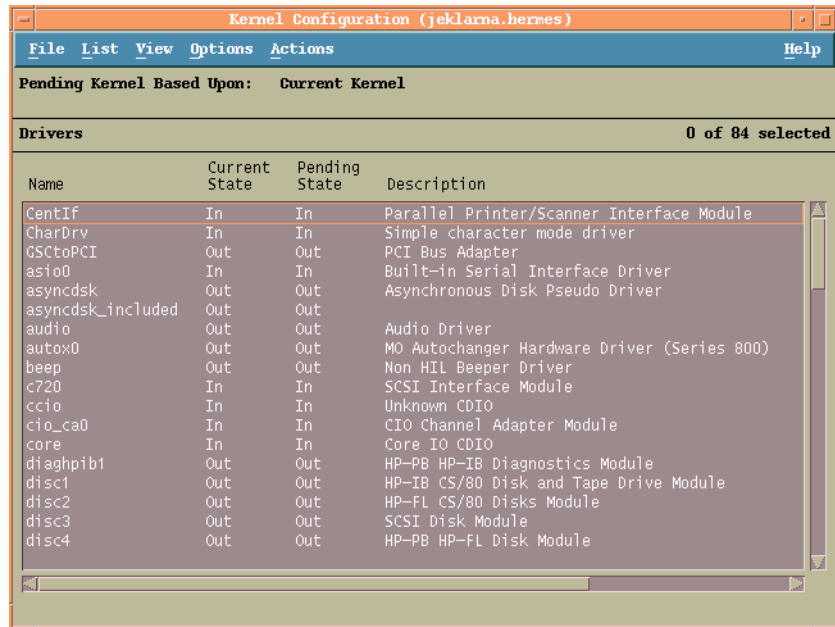 Kernel Configuration (jeklarna.hermes)
File List View Options Actions Help
Pending Kernel Based Upon: Current Kernel
Drivers 0 of 84 selected
Current Pending
Name State State Description
CentIf In In Parallel Printer/Scanner Interface Module
CharDrv In In Simple character mode driver
GSCtoPCI Out Out PCI Bus Adapter
asio0 In In Built-in Serial Interface Driver
asyncdsk Out Out Asynchronous Disk Pseudo Driver
asyncdsk_included Out Out
audio Out Out Audio Driver
autox0 Out Out MO Autochanger Hardware Driver (Series 800)
beep Out Out Non HIL Beeper Driver
c720 In In SCSI Interface Module
ccio In In Unknown CDIO
cio_ca0 In In CIO Channel Adapter Module
core In In Core IO CDIO
diaghpib1 Out Out HP-PB HP-IB Diagnostics Module
disc1 Out Out HP-IB CS/80 Disk and Tape Drive Module
disc2 Out Out HP-FL CS/80 Disks Module
disc3 Out Out SCSI Disk Module
disc4 Out Out HP-PB HP-FL Disk Module